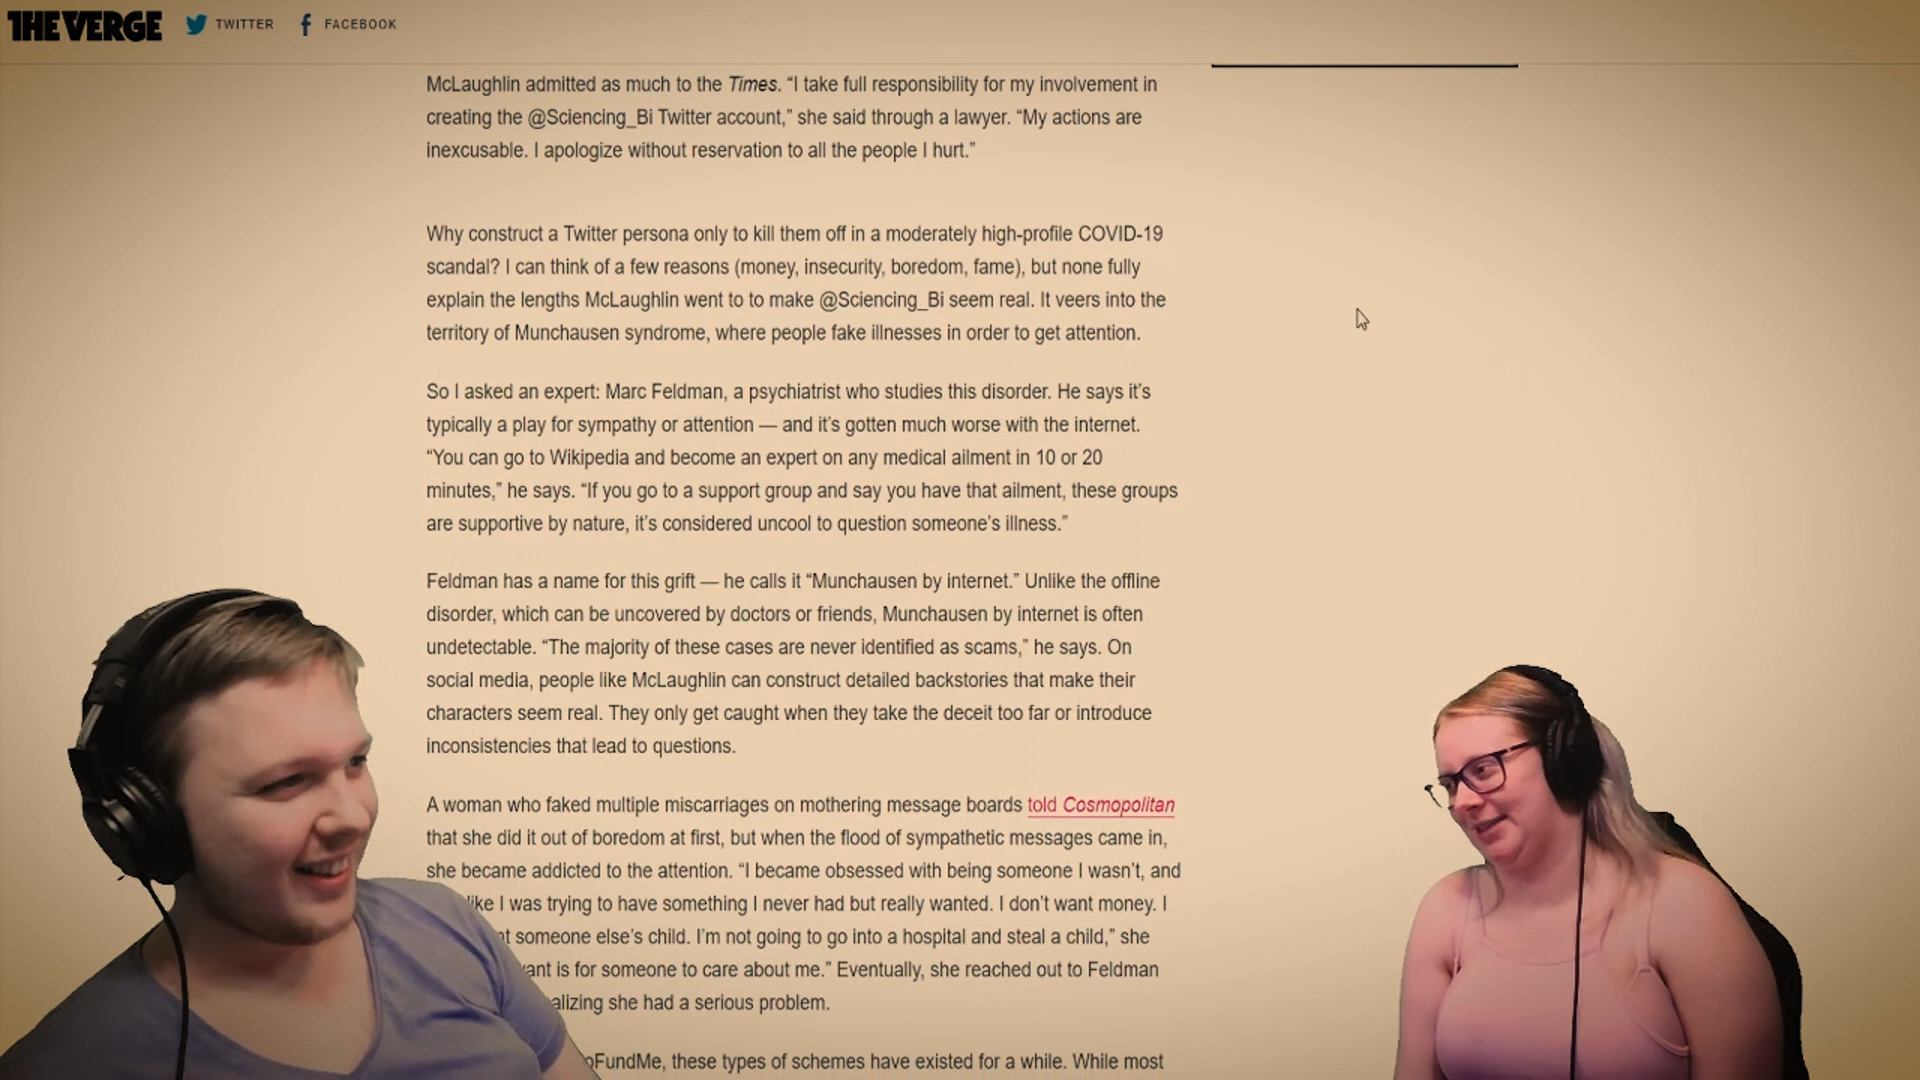 THE VERGE TWITTER FACEBOOK
McLaughlin admitted as much to the Times. “I take full responsibility for my involvement in
creating the @Sciencing_Bi Twitter account,” she said through a lawyer. “My actions are
inexcusable. I apologize without reservation to all the people I hurt.”
Why construct a Twitter persona only to kill them off in a moderately high-profile COVID-19
scandal? I can think of a few reasons (money, insecurity, boredom, fame), but none fully
explain the lengths McLaughlin went to to make @Sciencing_Bi seem real. It veers into the
territory of Munchausen syndrome, where people fake illnesses in order to get attention.
So I asked an expert: Marc Feldman, a psychiatrist who studies this disorder. He says it’s
typically a play for sympathy or attention — and it’s gotten much worse with the internet.
“You can go to Wikipedia and become an expert on any medical ailment in 10 or 20
minutes,” he says. “If you go to a support group and say you have that ailment, these groups
are supportive by nature, it’s considered uncool to question someone’s illness.”
Feldman has a name for this grift — he calls it “Munchausen by internet.” Unlike the offline
disorder, which can be uncovered by doctors or friends, Munchausen by internet is often
undetectable. “The majority of these cases are never identified as scams,” he says. On
social media, people like McLaughlin can construct detailed backstories that make their
characters seem real. They only get caught when they take the deceit too far or introduce
inconsistencies that lead to questions.
A woman who faked multiple miscarriages on mothering message boards told Cosmopolitan
that she did it out of boredom at first, but when the flood of sympathetic messages came in,
she became addicted to the attention. “I became obsessed with being someone I wasn’t, and
I was trying to have something I never had but really wanted. I don’t want money. I
someone else’s child. I’m not going to go into a hospital and steal a child,” she
is for someone to care about me.” Eventually, she reached out to Feldman
she had a serious problem.
these types of schemes have existed for a while. While most